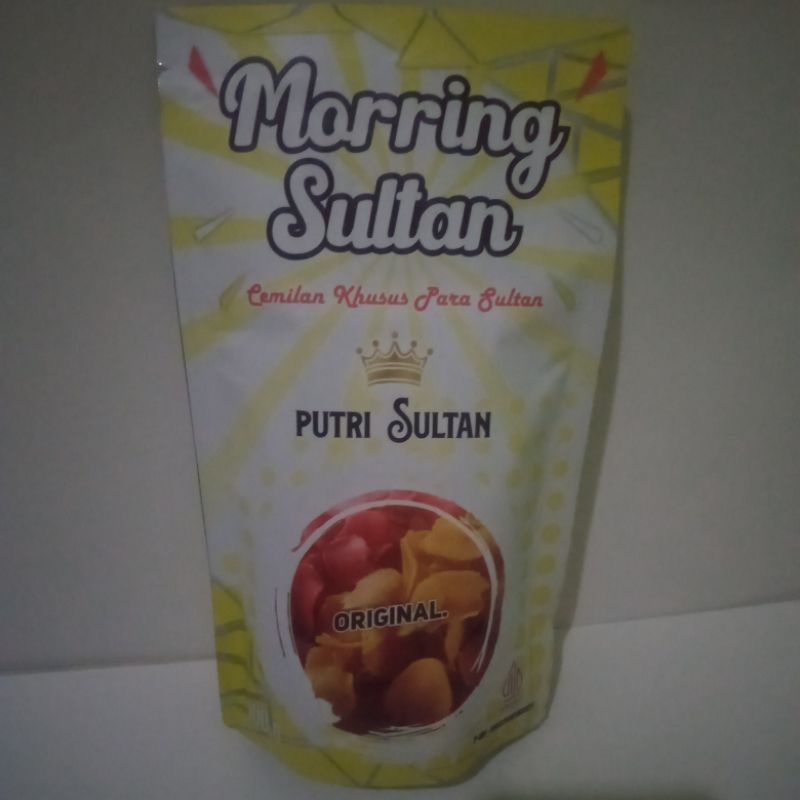 Morring
Sultan
Cemilan Khusus Para Sultan
PUTRI SULTAN
ORIGINAL.